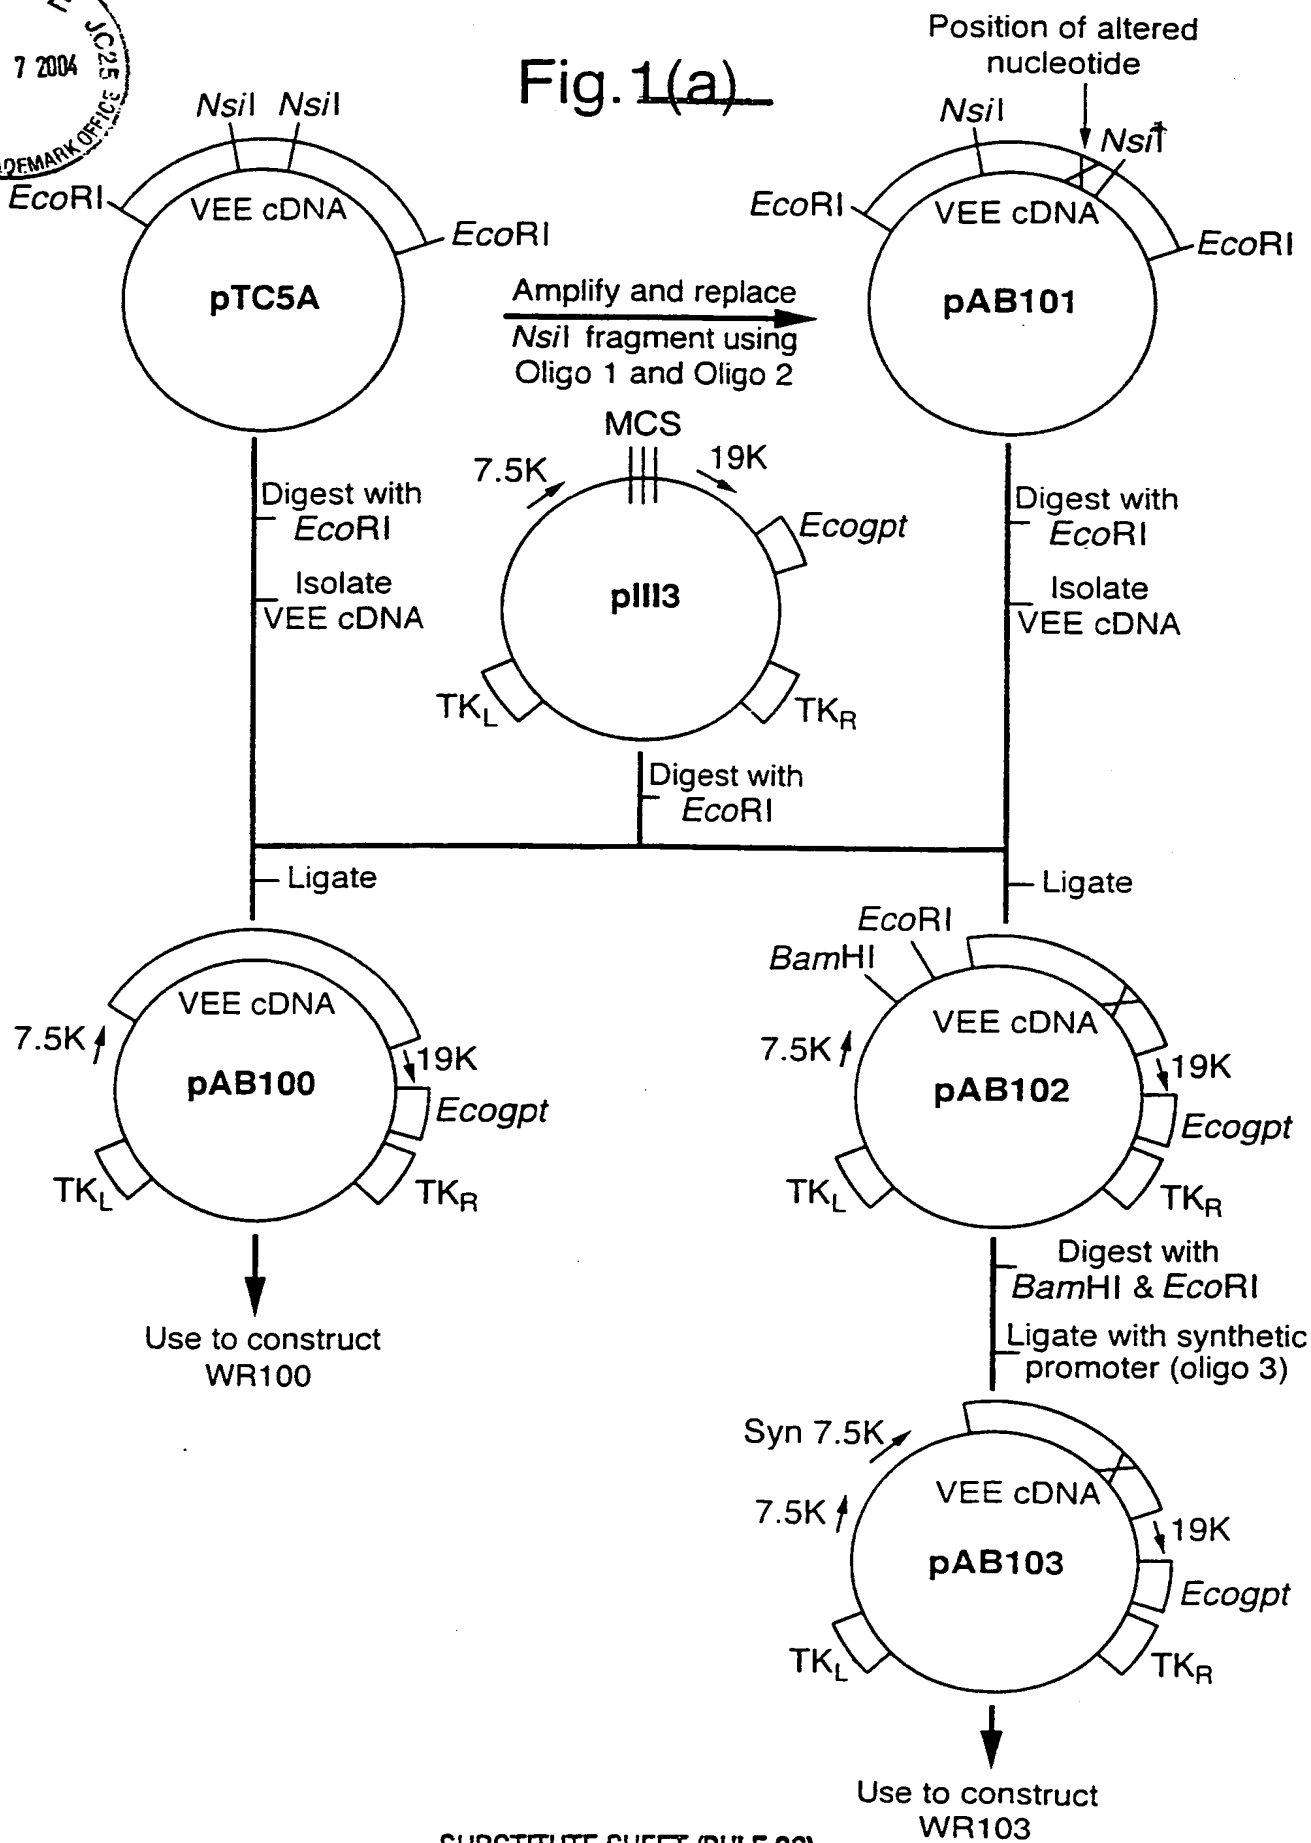 JC25
7 2004
OFFICE
Fig. 1(a)
Position of altered
nucleotide
NsiI NsiI
EcoRI
VEE cDNA
EcoRI
pTC5A
NsiI
NsiI
EcoRI
VEE cDNA
EcoRI
pAB101
Amplify and replace
NsiI fragment using
Oligo 1 and Oligo 2
MCS
7.5K
19K
Ecogpt
pIII3
TKL
TKR
Digest with
EcoRI
Isolate
VEE cDNA
Digest with
EcoRI
Isolate
VEE cDNA
Digest with
EcoRI
Ligate
Ligate
VEE cDNA
7.5K
19K
pAB100
Ecogpt
TKL
TKR
Use to construct
WR100
EcoRI
BamHI
VEE cDNA
7.5K
19K
pAB102
Ecogpt
TKL
TKR
Digest with
BamHI & EcoRI
Ligate with synthetic
promoter (oligo 3)
Syn 7.5K
VEE cDNA
7.5K
19K
pAB103
Ecogpt
TKL
TKR
Use to construct
WR103